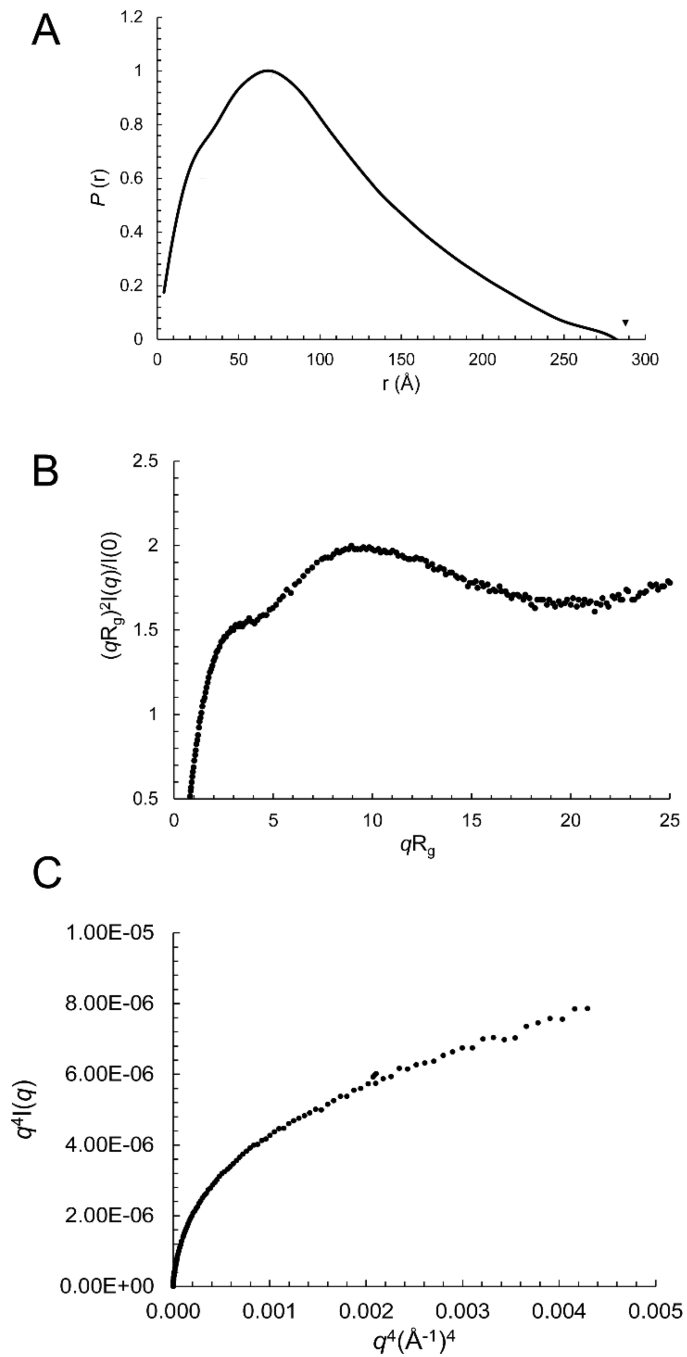 A
1.2
1
0.8
0.6
0.4
0.2
0
P(r)
0 50 100 150 200 250 300
r (Å)
B
2.5
2
1.5
1
0.5
(qRg)²I(q)/I(0)
0 5 10 15 20 25
qRg
C
1.00E-05
8.00E-06
6.00E-06
4.00E-06
2.00E-06
0.00E+00
q⁴I(q)
0.000 0.001 0.002 0.003 0.004 0.005
q⁴(Å⁻¹)⁴